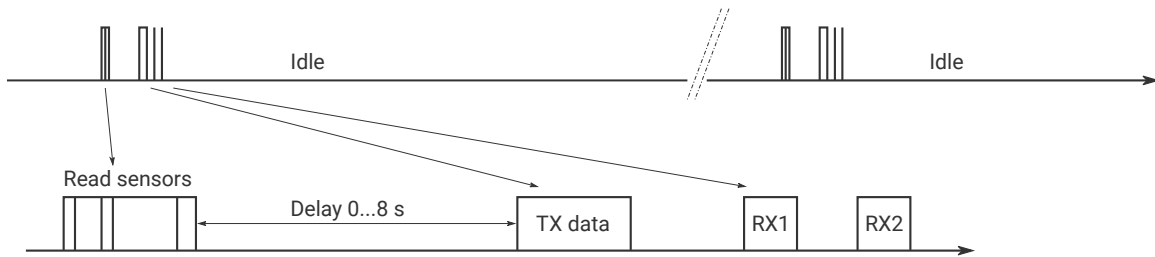 Idle
Idle
Read sensors
Delay 0...8 s
TX data
RX1
RX2